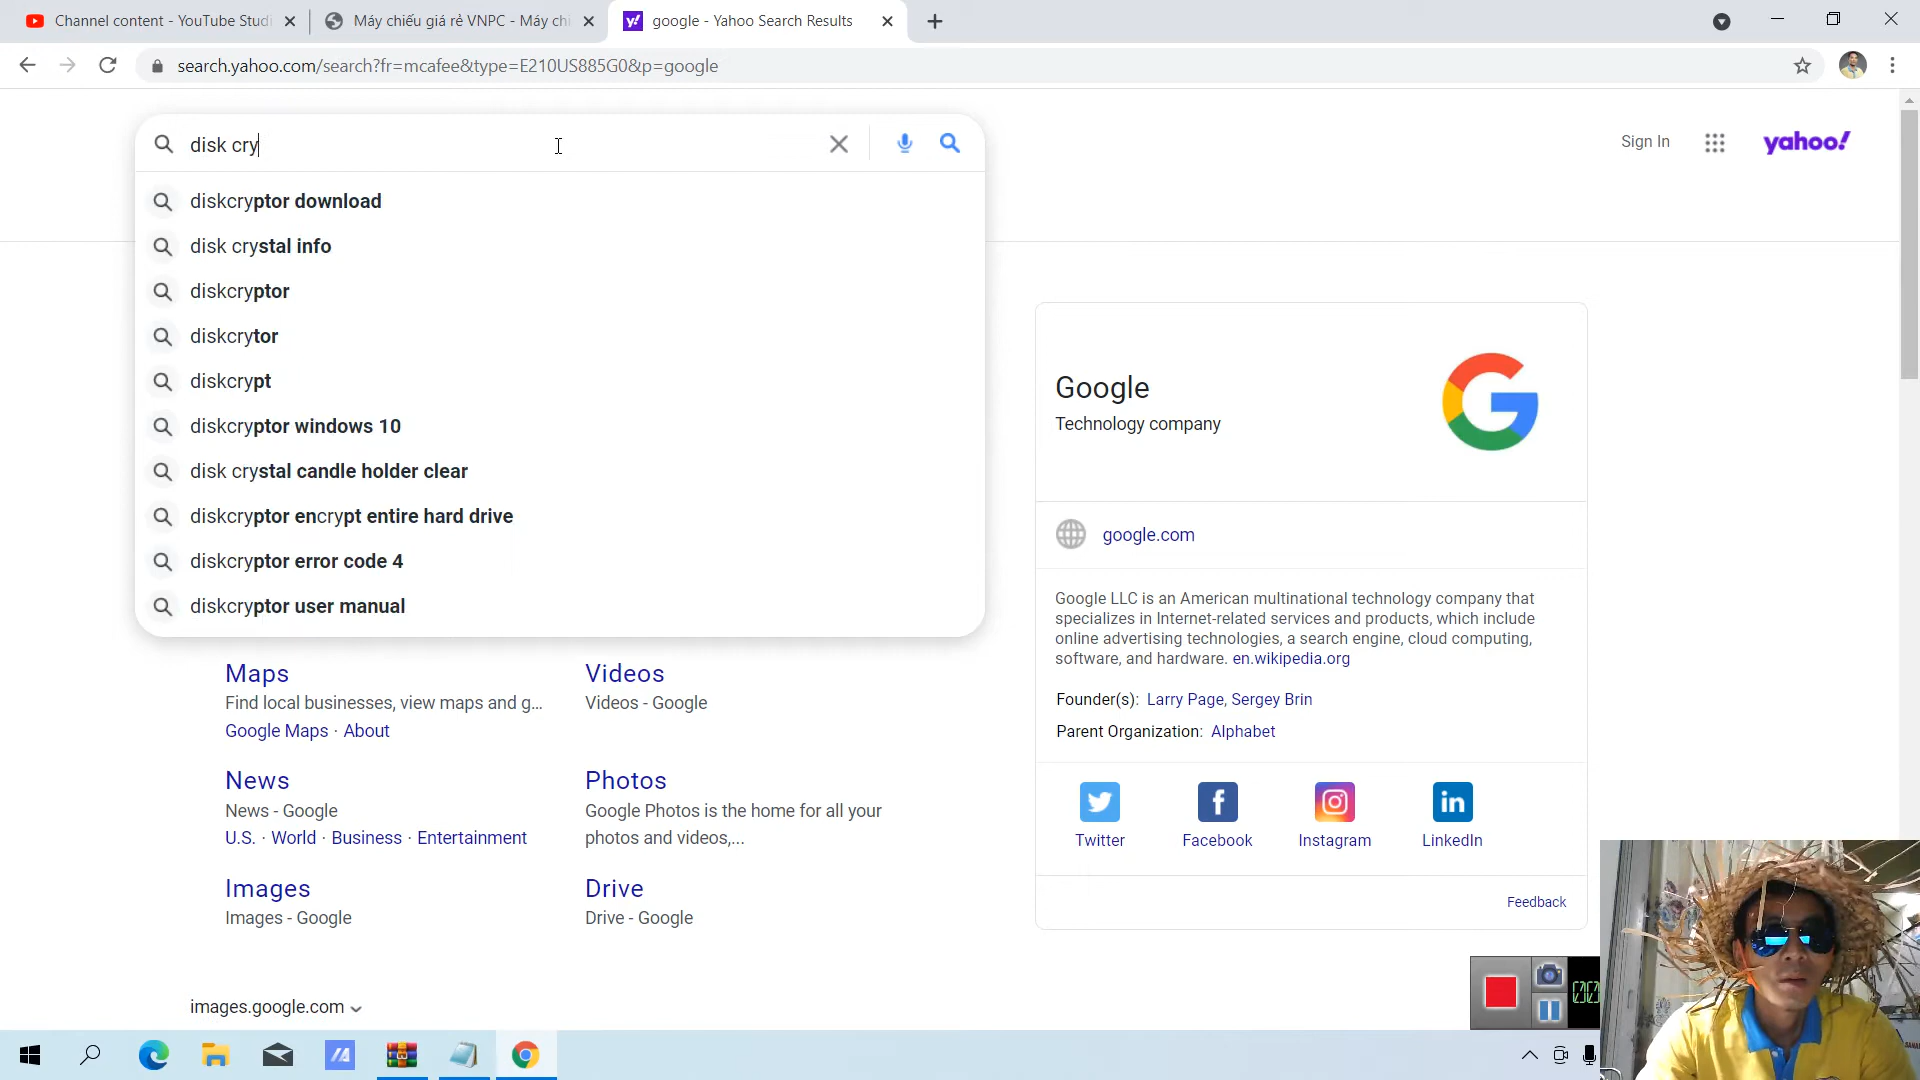 Channel content - YouTube Studi
Máy chiếu giá rẻ VNPC - Máy chi
google - Yahoo Search Results
search.yahoo.com/search?fr=mcafee&type=E210US885G0&p=google
disk cry
Sign In
yahoo!
diskcryptor download
disk crystal info
diskcryptor
diskcrytor
diskcrypt
diskcryptor windows 10
disk crystal candle holder clear
diskcryptor encrypt entire hard drive
diskcryptor error code 4
diskcryptor user manual
Maps
Find local businesses, view maps and g...
Google Maps · About
Videos
Videos - Google
News
News - Google
U.S. · World · Business · Entertainment
Photos
Google Photos is the home for all your
photos and videos,...
Images
Images - Google
Drive
Drive - Google
images.google.com
Google
Technology company
google.com
Google LLC is an American multinational technology company that
specializes in Internet-related services and products, which include
online advertising technologies, a search engine, cloud computing,
software, and hardware. en.wikipedia.org
Founder(s): Larry Page, Sergey Brin
Parent Organization: Alphabet
Twitter
Facebook
Instagram
LinkedIn
Feedback